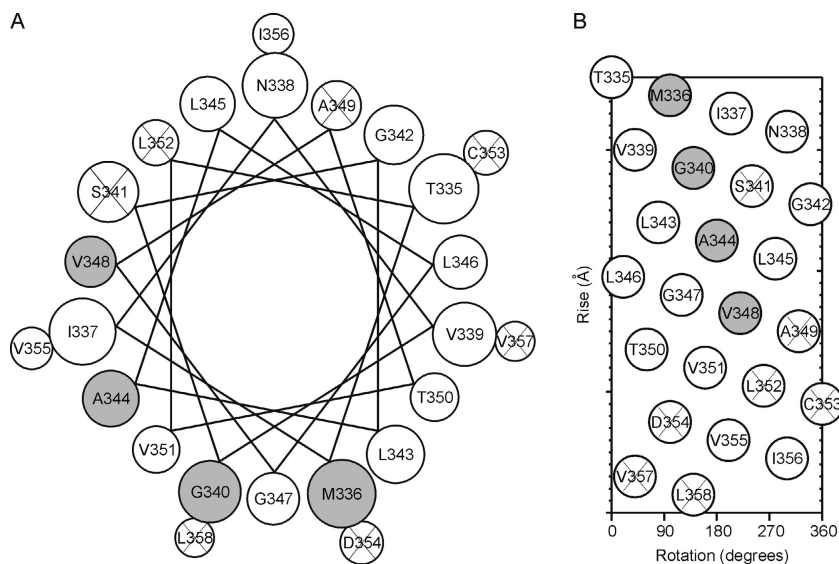 A
B
I356
N338
L345
A349
L352
G342
C353
S341
T335
V348
L346
I337
V339
V355
V357
A344
T350
V351
L343
G340
G347
M336
L358
D354
T335
M336
I337
N338
V339
G340
S341
G342
L343
A344
L345
L346
G347
V348
A349
T350
V351
L352
C353
D354
V355
I356
V357
L358
Rise (Å)
0 90 180 270 360
Rotation (degrees)